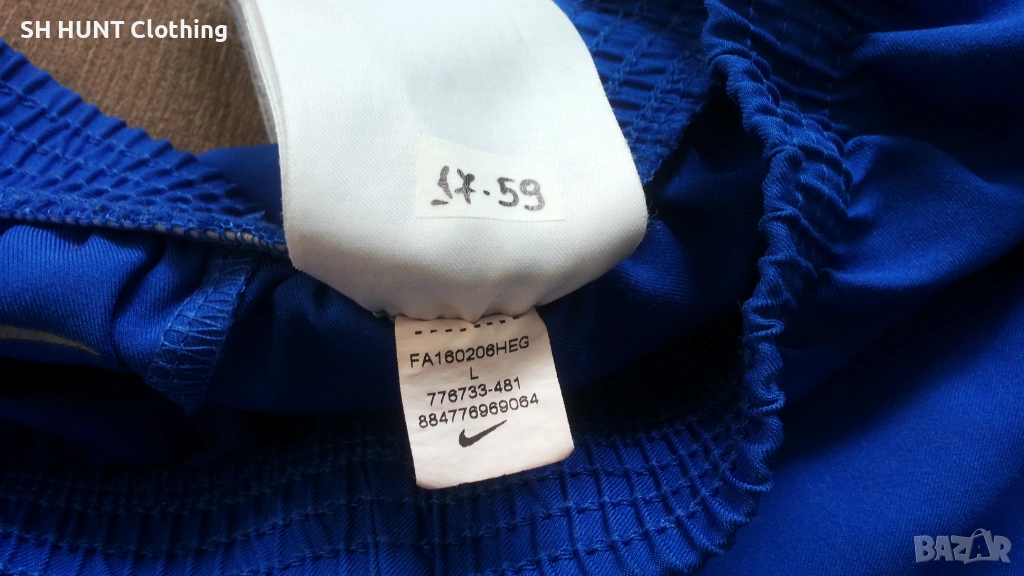 SH HUNT Clothing
17-59
FA160206HEG
L
776733-481
884776969064
BAZAR